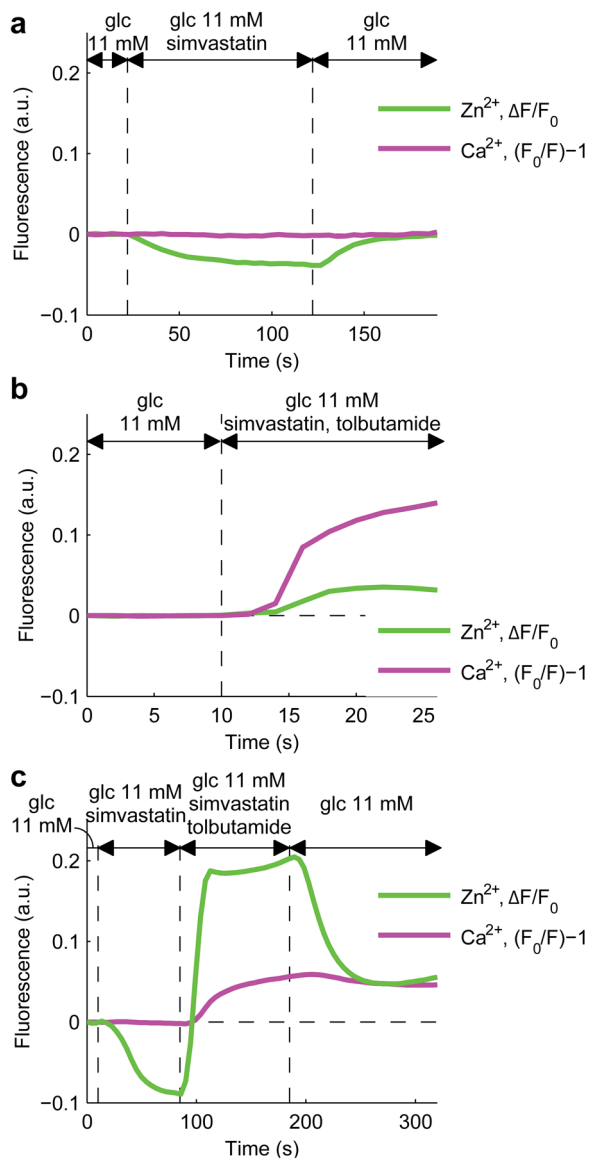 a
glc
11 mM
glc 11 mM
simvastatin
glc
11 mM
0.2
0.1
0
−0.1
Fluorescence (a.u.)
Zn²⁺, ΔF/F₀
Ca²⁺, (F₀/F)−1
0 50 100 150
Time (s)
b
glc
11 mM
glc 11 mM
simvastatin, tolbutamide
0.2
0.1
0
−0.1
Fluorescence (a.u.)
Zn²⁺, ΔF/F₀
Ca²⁺, (F₀/F)−1
0 5 10 15 20 25
Time (s)
c
glc
11 mM
glc 11 mM
simvastatin
glc 11 mM
simvastatin
tolbutamide
glc 11 mM
0.2
0.1
0
−0.1
Fluorescence (a.u.)
Zn²⁺, ΔF/F₀
Ca²⁺, (F₀/F)−1
0 100 200 300
Time (s)